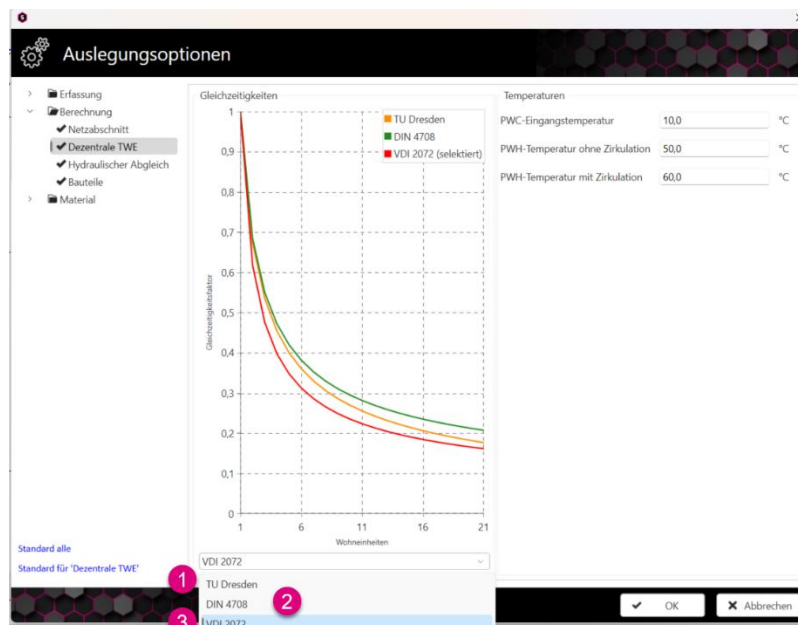 Auslegungsoptionen
Erfassung
Berechnung
Netzabschnitt
Dezentrale TWE
Hydraulischer Abgleich
Bauteile
Material
Standard alle
Standard für 'Dezentrale TWE'
Gleichzeitigkeiten
TU Dresden
DIN 4708
VDI 2072 (selektiert)
Gleichzeitigkeitsfaktor
1
0,9
0,8
0,7
0,6
0,5
0,4
0,3
0,2
0,1
0
1 6 11 16 21
Wohneinheiten
VDI 2072
1 TU Dresden
DIN 4708 2
3 VDI 2072
Temperaturen
PWC-Eingangstemperatur 10,0 °C
PWH-Temperatur ohne Zirkulation 50,0 °C
PWH-Temperatur mit Zirkulation 60,0 °C
OK Abbrechen